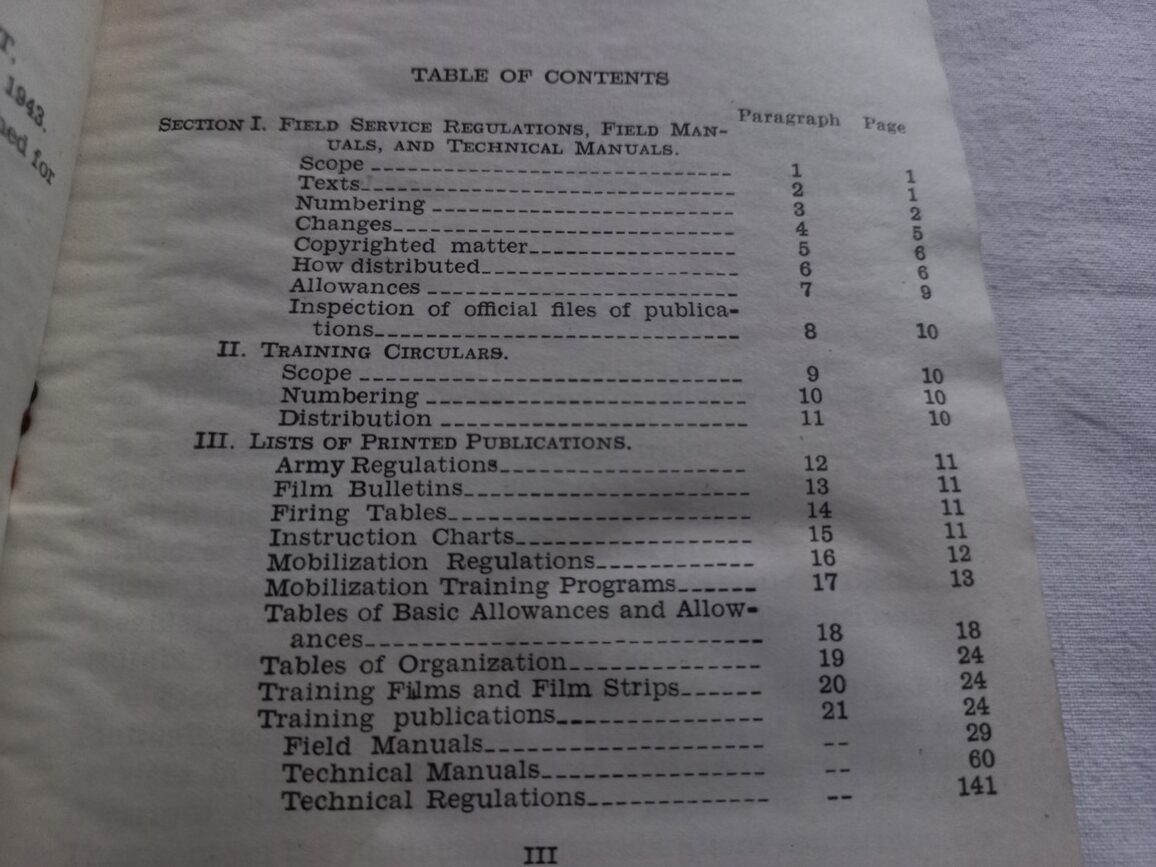 T.
1943.
ned for
TABLE OF CONTENTS
Paragraph Page
SECTION I. FIELD SERVICE REGULATIONS, FIELD MAN-
UALS, AND TECHNICAL MANUALS.
Scope 1 1
Texts 2 1
Numbering 3 2
Changes 4 5
Copyrighted matter 5 6
How distributed 6 6
Allowances 7 9
Inspection of official files of publica-
tions 8 10
II. TRAINING CIRCULARS.
Scope 9 10
Numbering 10 10
Distribution 11 10
III. LISTS OF PRINTED PUBLICATIONS.
Army Regulations 12 11
Film Bulletins 13 11
Firing Tables 14 11
Instruction Charts 15 11
Mobilization Regulations 16 12
Mobilization Training Programs 17 13
Tables of Basic Allowances and Allow-
ances 18 18
Tables of Organization 19 24
Training Films and Film Strips 20 24
Training publications 21 24
Field Manuals -- 29
Technical Manuals -- 60
Technical Regulations -- 141
III